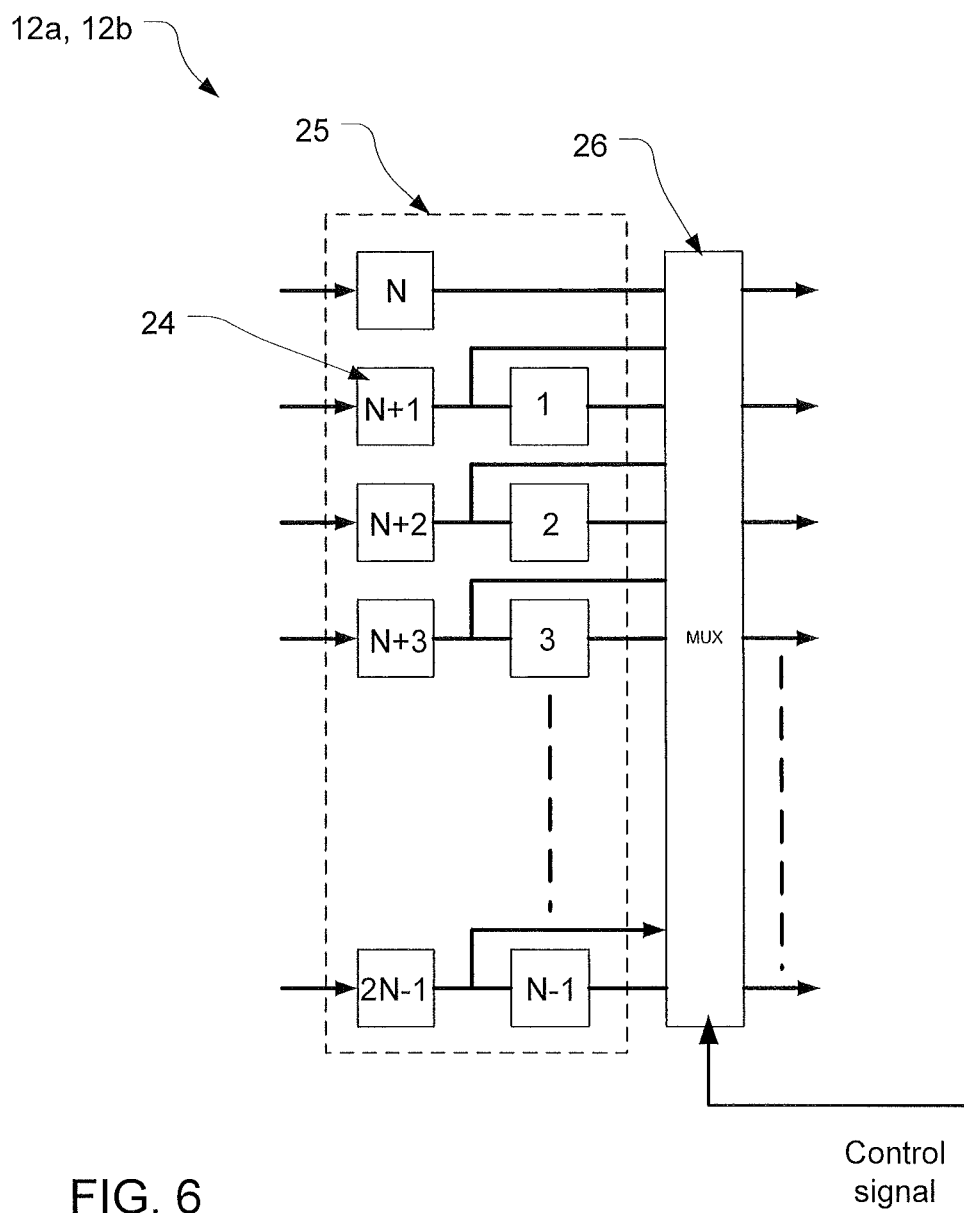 12a, 12b
25
26
N
24
N+1
1
N+2
2
N+3
3
MUX
2N-1
N-1
Control
signal
FIG. 6